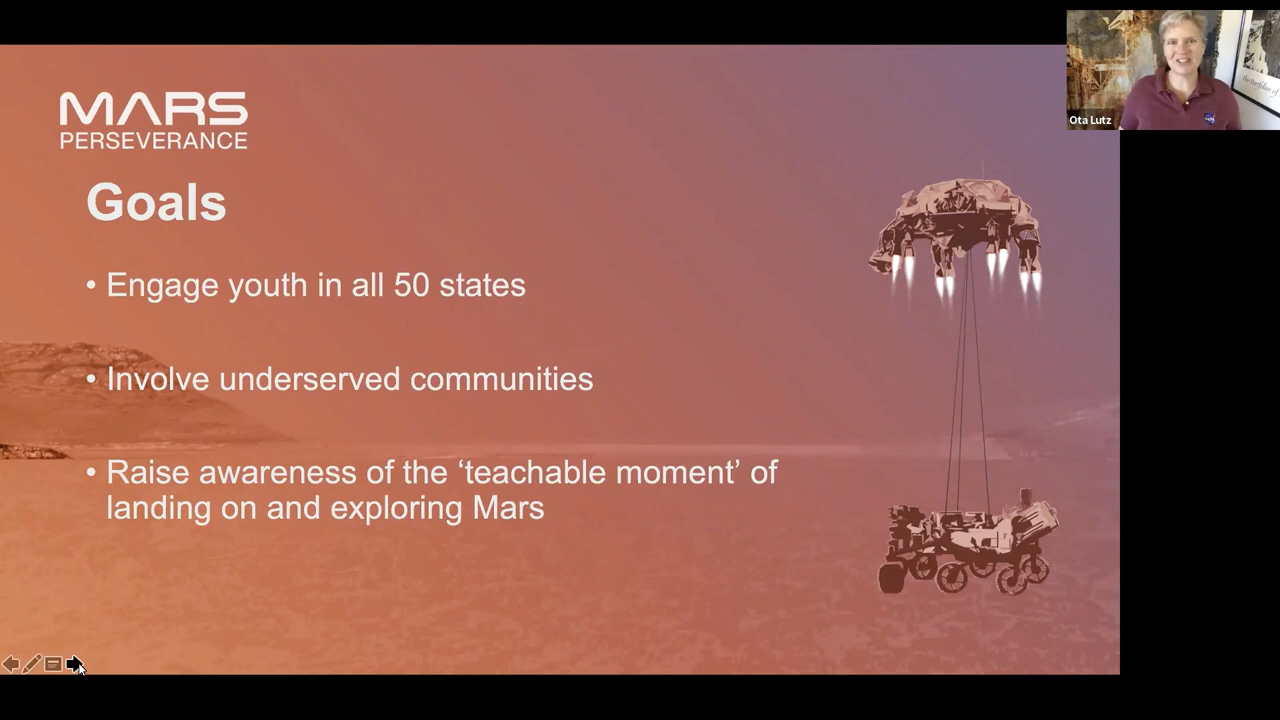 MARS
PERSEVERANCE
Goals
• Engage youth in all 50 states
• Involve underserved communities
• Raise awareness of the ‘teachable moment’ of
landing on and exploring Mars
Ota Lutz